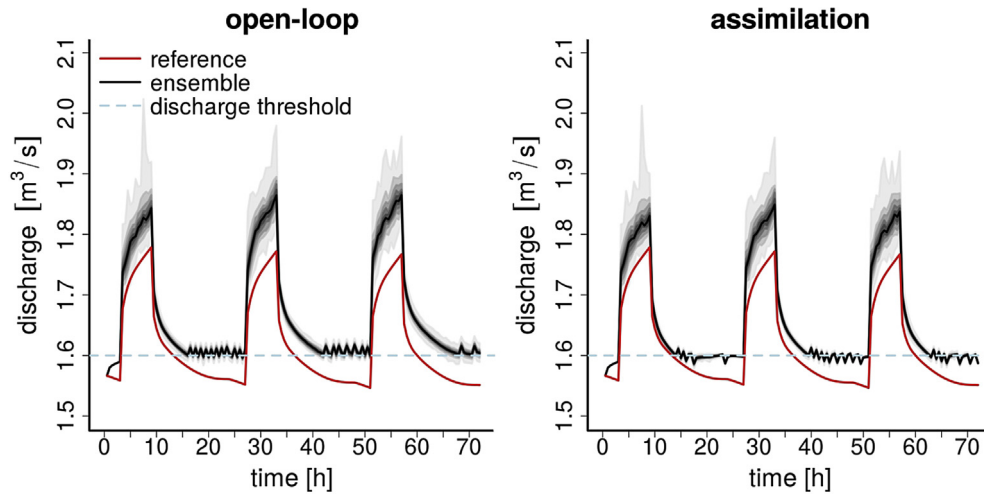 open-loop
reference
ensemble
discharge threshold
discharge [m³/s]
2.1
2.0
1.9
1.8
1.7
1.6
1.5
0 10 20 30 40 50 60 70
time [h]
assimilation
discharge [m³/s]
2.1
2.0
1.9
1.8
1.7
1.6
1.5
0 10 20 30 40 50 60 70
time [h]